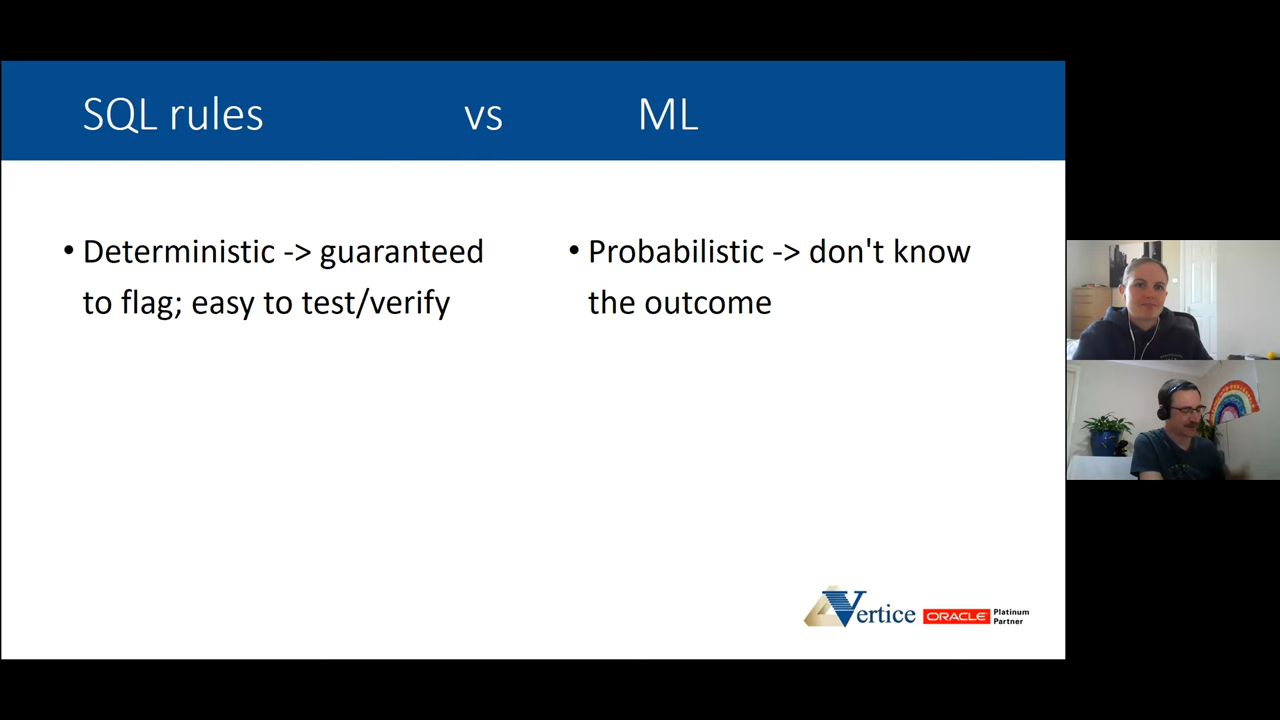 SQL rules vs ML
• Deterministic -> guaranteed
to flag; easy to test/verify
• Probabilistic -> don't know
the outcome
Vertice ORACLE Platinum
Partner